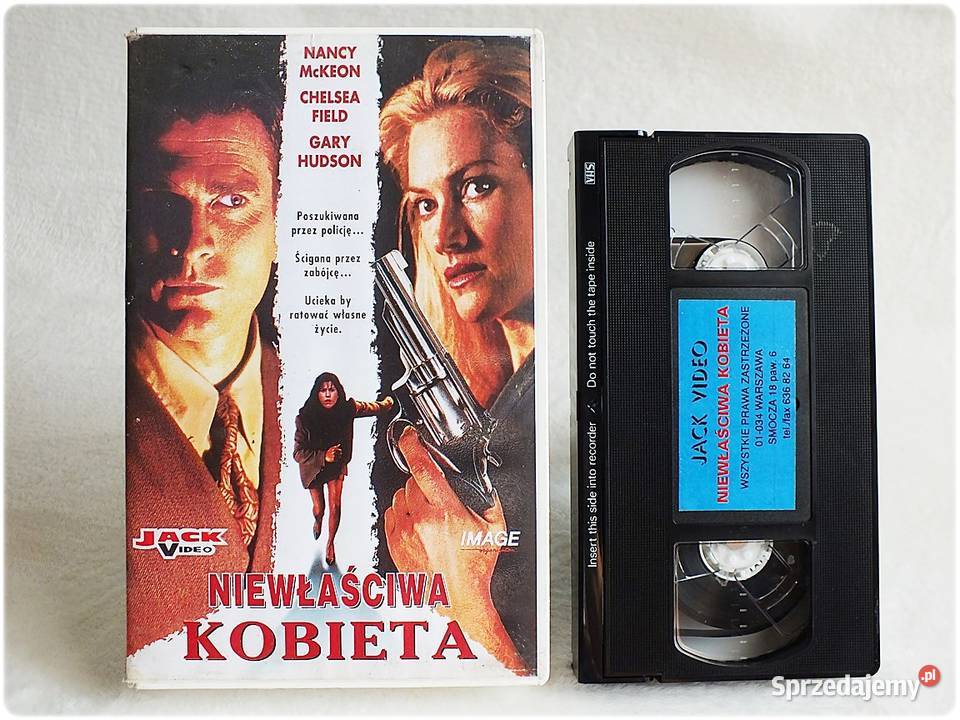 NANCY
McKEON
CHELSEA
FIELD
GARY
HUDSON
Poszukiwana
przez policję...
Ścigana przez
zabójcę...
Ucieka by
ratować własne
życie.
JACK
VIDEO
IMAGE
NIEWŁAŚCIWA
KOBIETA
VHS
Insert this side into recorder Do not touch the tape inside
JACK VIDEO
NIEWŁAŚCIWA KOBIETA
WSZYSTKIE PRAWA ZASTRZEŻONE
01-034 WARSZAWA
SMOCZA 18 paw. 6
tel./fax 636 82 64
Sprzedajemy.pl